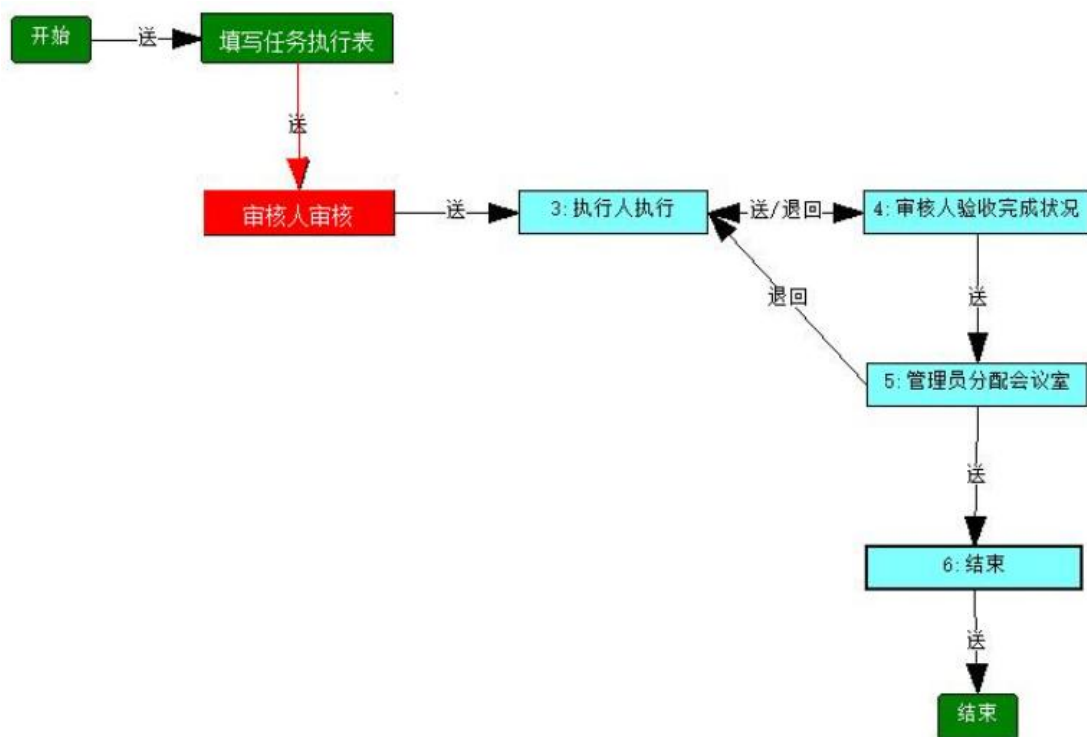 开始
送
填写任务执行表
送
审核人审核
送
3:执行人执行
送/退回
4:审核人验收完成状况
退回
送
5:管理员分配会议室
送
6:结束
送
结束